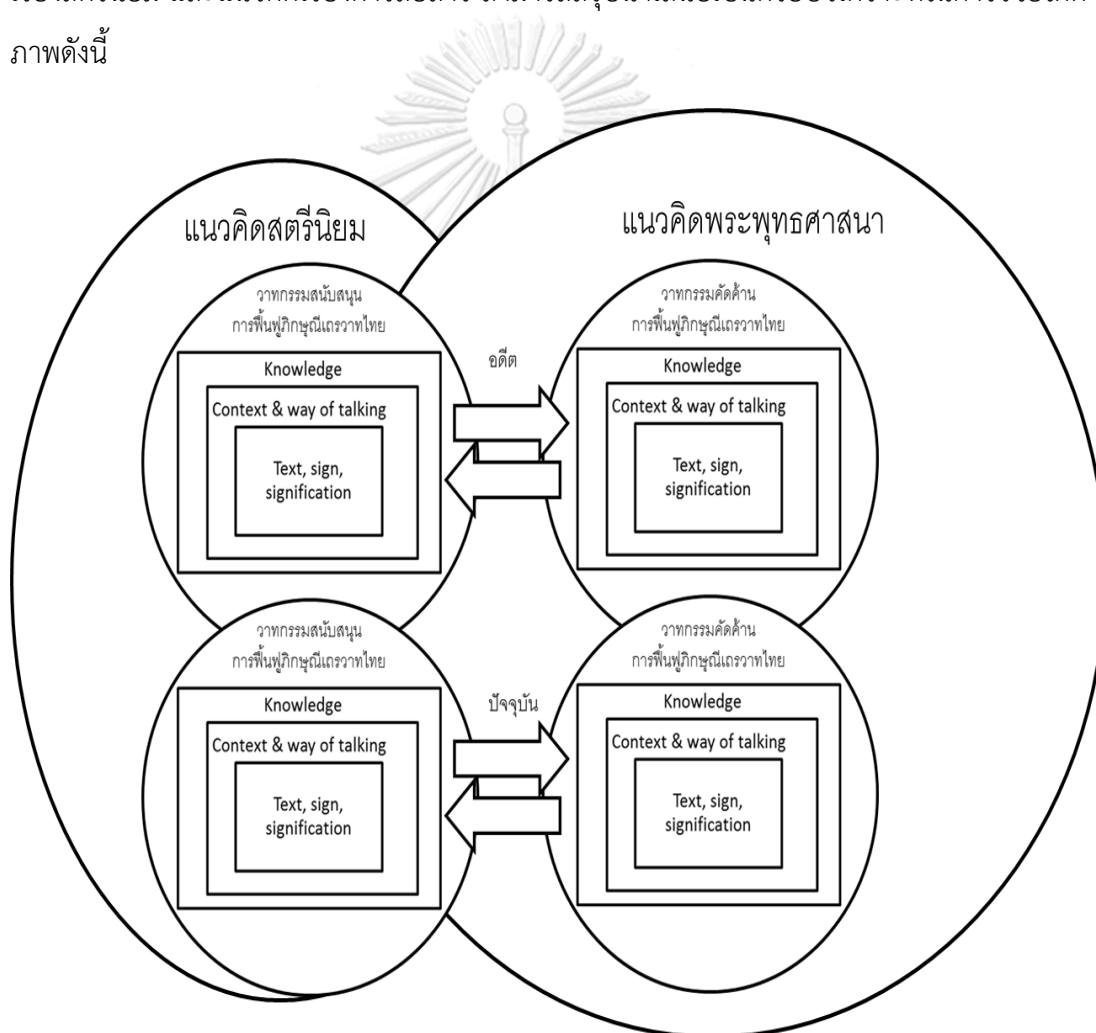 ภาพดังนี้
แนวคิดสตรีนิยม
แนวคิดพระพุทธศาสนา
วาทกรรมสนับสนุน
การฟื้นฟูภิกษุณีเถรวาทไทย
Knowledge
Context & way of talking
Text, sign,
signification
อดีต
วาทกรรมคัดค้าน
การฟื้นฟูภิกษุณีเถรวาทไทย
Knowledge
Context & way of talking
Text, sign,
signification
วาทกรรมสนับสนุน
การฟื้นฟูภิกษุณีเถรวาทไทย
Knowledge
Context & way of talking
Text, sign,
signification
ปัจจุบัน
วาทกรรมคัดค้าน
การฟื้นฟูภิกษุณีเถรวาทไทย
Knowledge
Context & way of talking
Text, sign,
signification